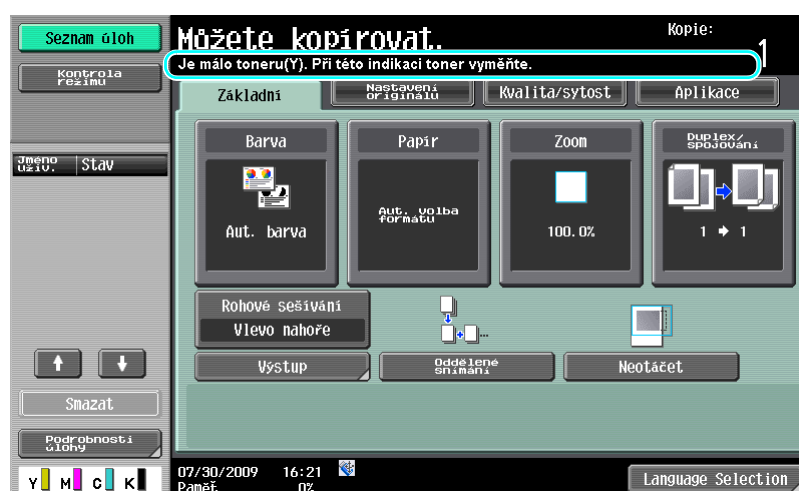 Seznam úloh
Kontrola
režimu
Jméno
uživ.
Stav
Smazat
Podrobnosti
úlohy
Y M C K
Můžete kopírovat.
Kopie:
1
Je málo toneru(Y). Při této indikaci toner vyměňte.
Základní
Nastavení
originálu
Kvalita/sytost
Aplikace
Barva
Aut. barva
Papír
Aut. volba
formátu
Zoom
100.0%
Duplex/
spojování
1 → 1
Rohové sešívání
Vlevo nahoře
Výstup
Oddělené
snímání
Neotáčet
07/30/2009 16:21
Paměť 0%
Language Selection